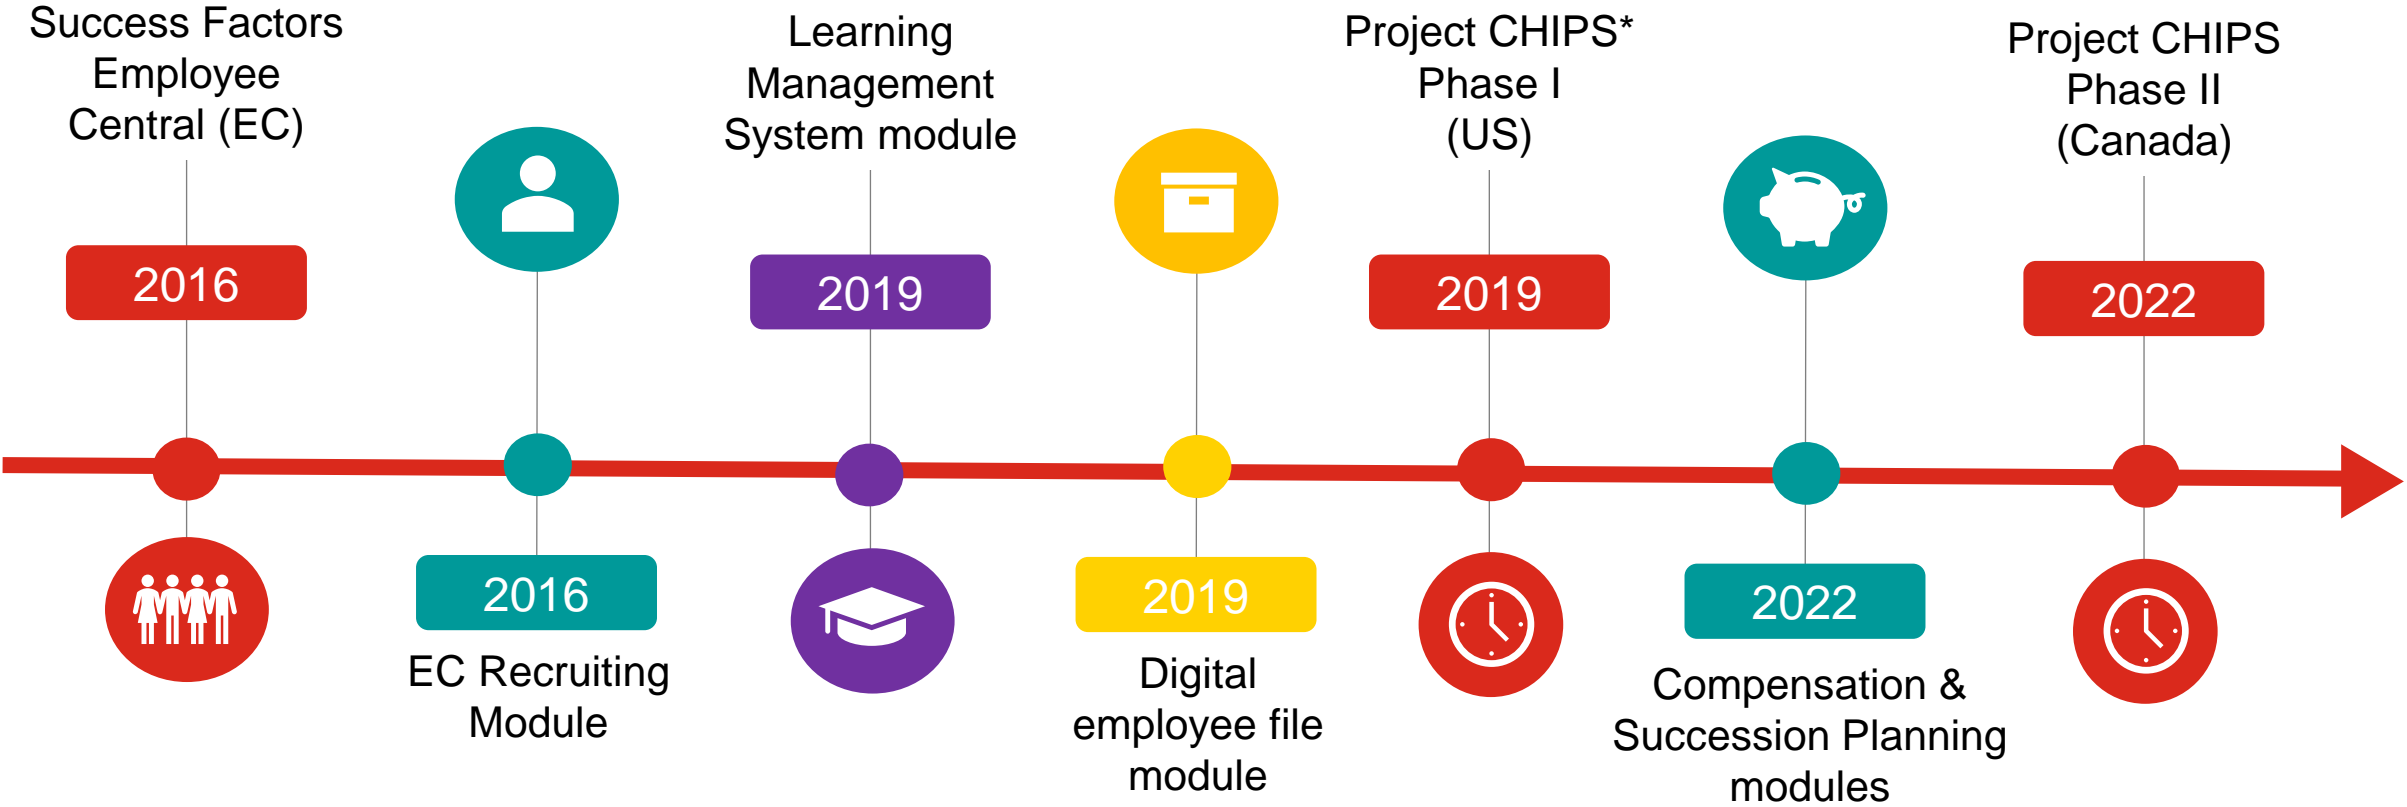 Success Factors
Employee
Central (EC)
2016
2016
EC Recruiting
Module
Learning
Management
System module
2019
2019
Digital
employee file
module
Project CHIPS*
Phase I
(US)
2019
2022
Compensation &
Succession Planning
modules
Project CHIPS
Phase II
(Canada)
2022